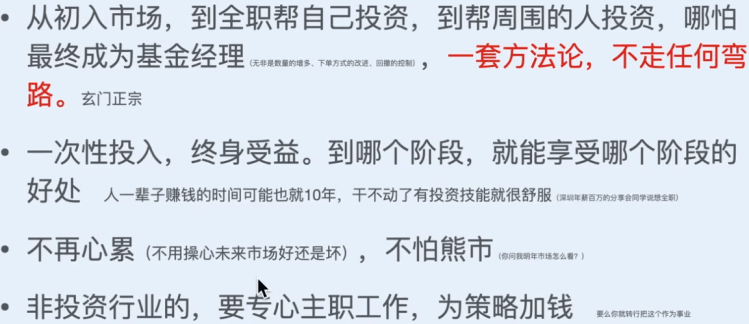 • 从初入市场，到全职帮自己投资，到帮周围的人投资，哪怕
最终成为基金经理（无非是数量的增多、下单方式的改进、回撤的控制），一套方法论，不走任何弯
路。玄门正宗
• 一次性投入，终身受益。到哪个阶段，就能享受哪个阶段的
好处 人一辈子赚钱的时间可能也就10年，干不动了有投资技能就很舒服（深圳年薪百万的分享会同学说想全职）
• 不再心累（不用操心未来市场好还是坏），不怕熊市（你问我明年市场怎么看？）
• 非投资行业的，要专心主职工作，为策略加钱 要么你就转行把这个作为事业